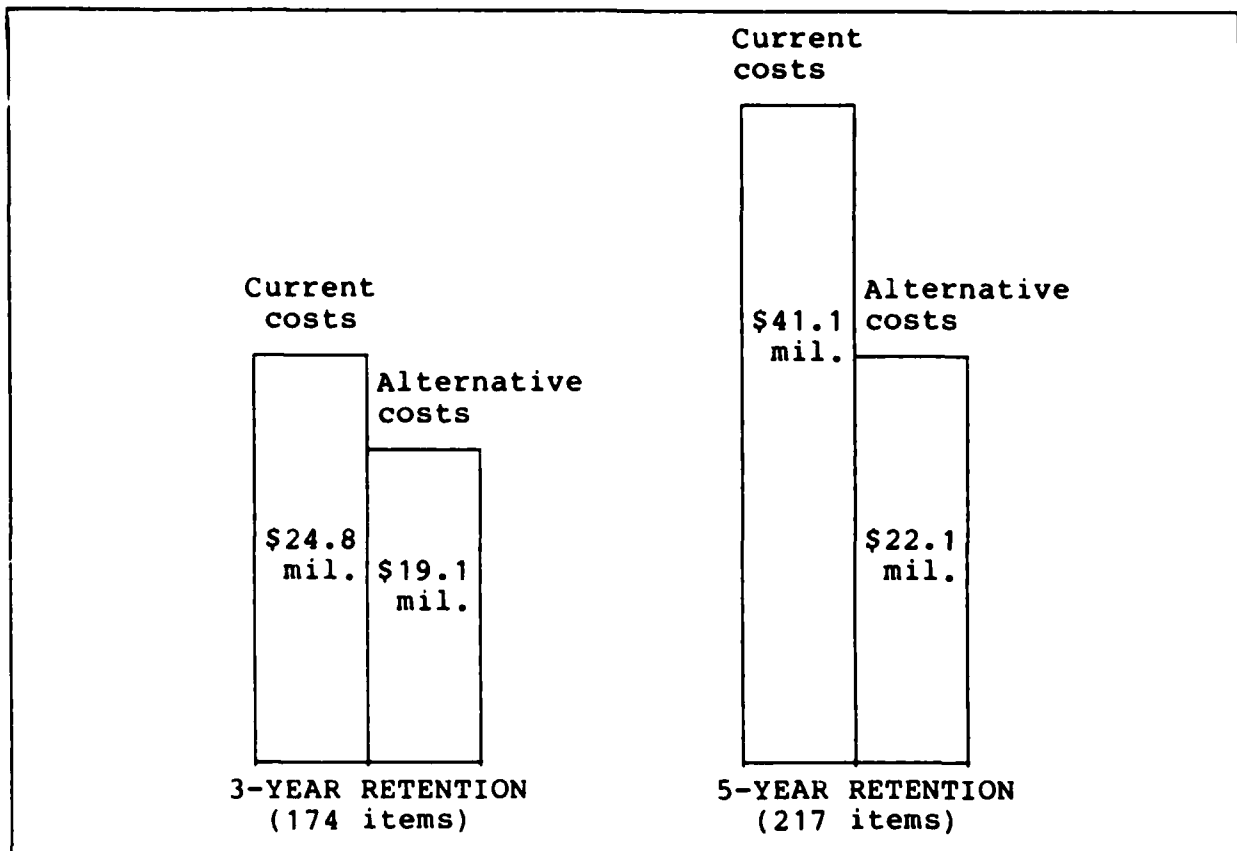 Current
costs
$24.8
mil.
Alternative
costs
$19.1
mil.
3-YEAR RETENTION
(174 items)
Current
costs
$41.1
mil.
Alternative
costs
$22.1
mil.
5-YEAR RETENTION
(217 items)